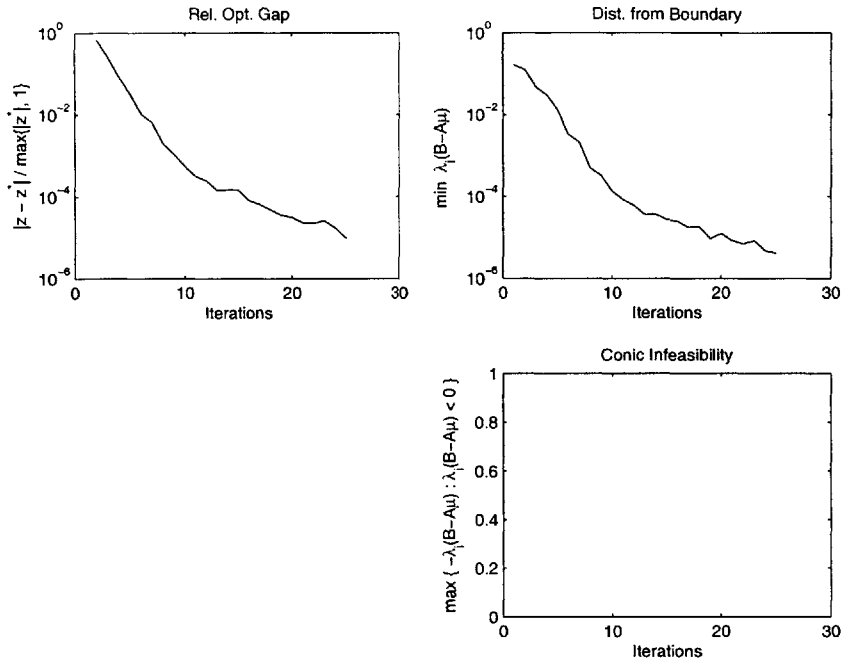 Rel. Opt. Gap
10^0
10^-2
10^-4
10^-6
|z - z^*| / max{|z^*|, 1}
0 10 20 30
Iterations
Dist. from Boundary
10^0
10^-2
10^-4
10^-6
min λ_i(B-Aμ)
0 10 20 30
Iterations
Conic Infeasibility
1
0.8
0.6
0.4
0.2
0
max { -λ_i(B-Aμ) : λ_i(B-Aμ) < 0 }
0 10 20 30
Iterations